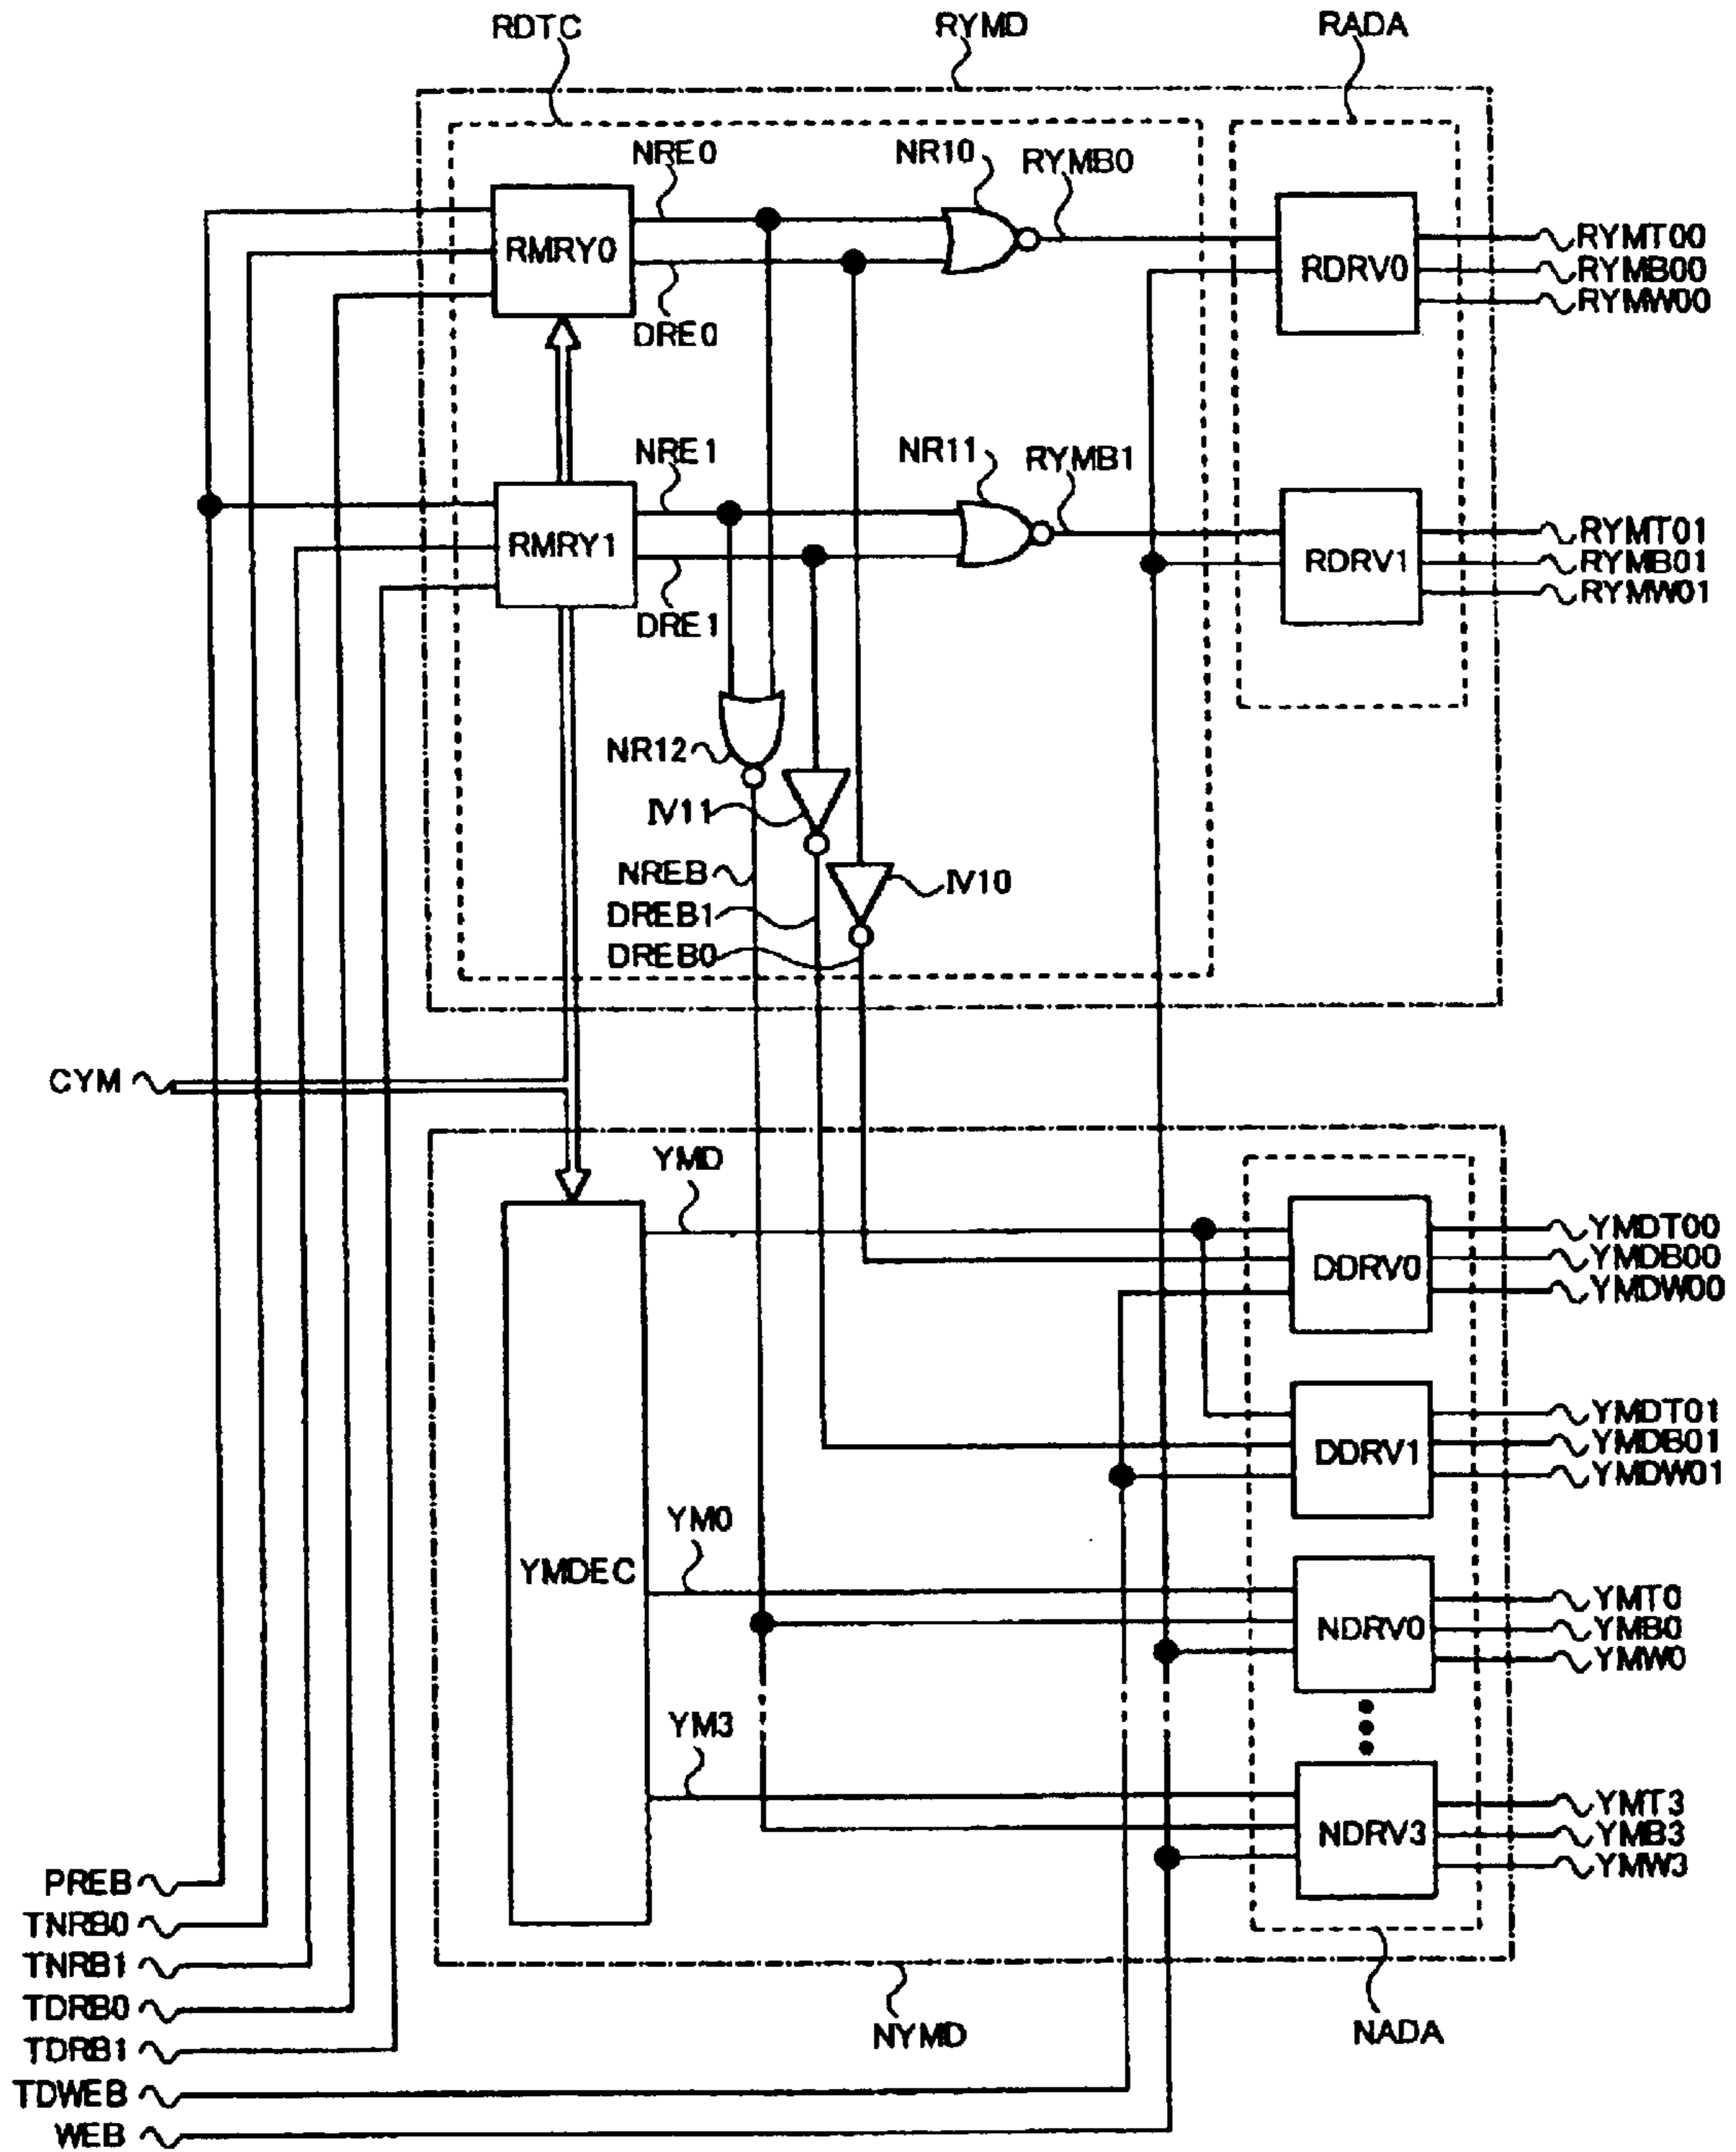 RDTC
RYMD
RADA
NRE0
NR10
RYMB0
RMRY0
RDRV0
RYMT00
RYMB00
RYMW00
DRE0
NRE1
NR11
RYMB1
RMRY1
RDRV1
RYMT01
RYMB01
RYMW01
DRE1
NR12
IV11
NREB
IV10
DREB1
DREB0
CYM
YMD
DDRV0
YMDT00
YMDB00
YMDW00
DDRV1
YMDT01
YMDB01
YMDW01
YM0
YMDEC
NDRV0
YMT0
YMB0
YMW0
YM3
NDRV3
YMT3
YMB3
YMW3
PREB
TNRB0
TNRB1
TDRB0
TDRB1
TDWEB
WEB
NYMD
NADA